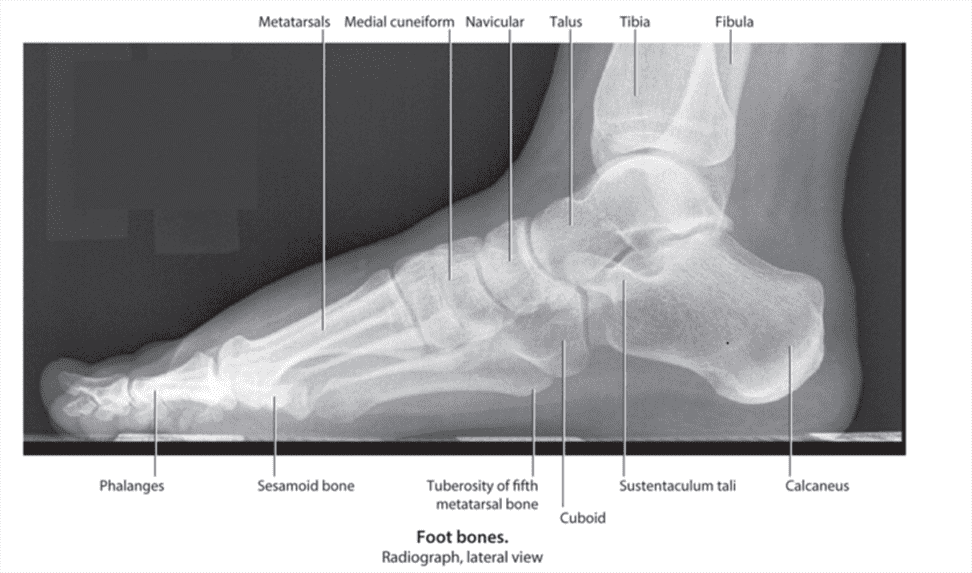 Metatarsals Medial cuneiform Navicular Talus Tibia Fibula
Phalanges
Sesamoid bone
Tuberosity of fifth
metatarsal bone
Sustentaculum tali
Calcaneus
Cuboid
Foot bones.
Radiograph, lateral view